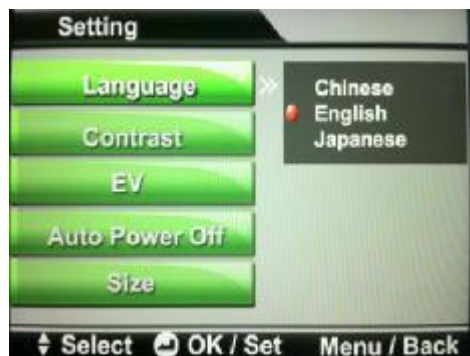 Setting
Language
Chinese
English
Japanese
Contrast
EV
Auto Power Off
Size
Select OK / Set Menu / Back